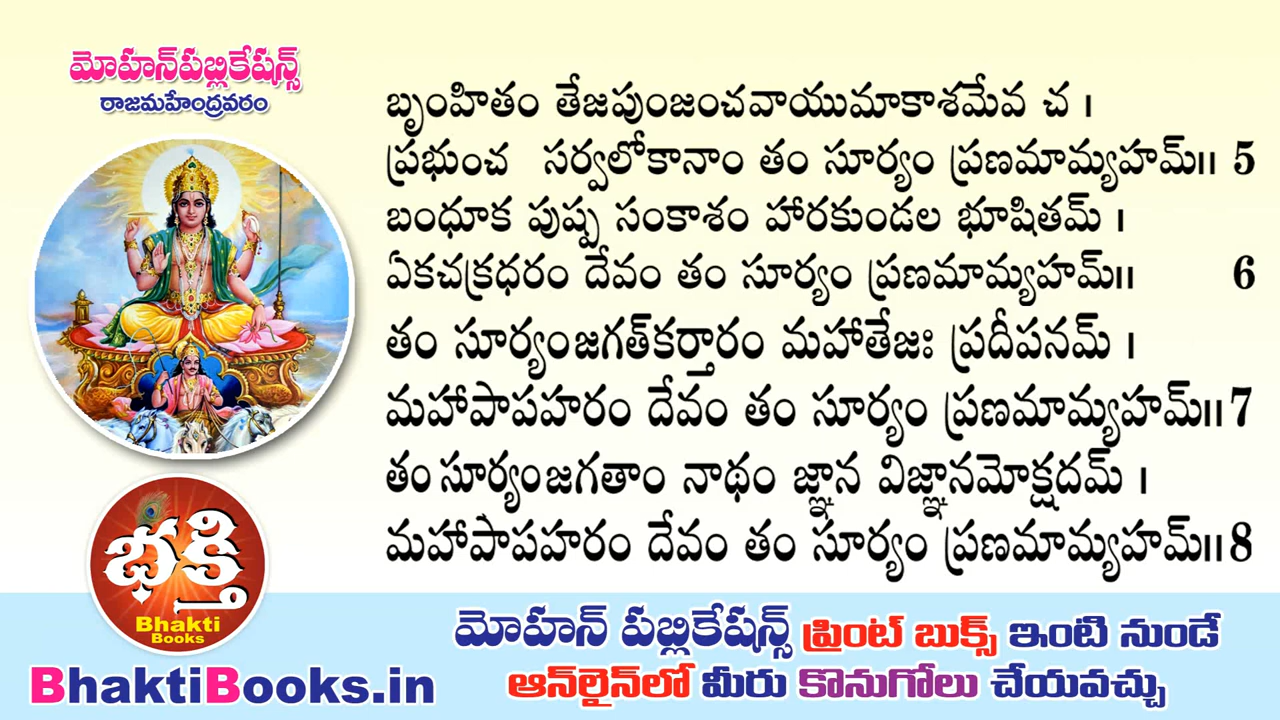 మోహన్‌పబ్లికేషన్స్
రాజమహేంద్రవరం
బృంహితం తేజపుంజంచవాయుమాకాశమేవ చ ।
ప్రభుంచ సర్వలోకానాం తం సూర్యం ప్రణమామ్యహమ్‌॥ 5
బంధూక పుష్ప సంకాశం హారకుండల భూషితమ్ ।
ఏకచక్రధరం దేవం తం సూర్యం ప్రణమామ్యహమ్‌॥ 6
తం సూర్యంజగత్‌కర్తారం మహాతేజః ప్రదీపనమ్ ।
మహాపాపహరం దేవం తం సూర్యం ప్రణమామ్యహమ్‌॥ 7
తం సూర్యంజగతాం నాథం జ్ఞాన విజ్ఞానమోక్షదమ్ ।
మహాపాపహరం దేవం తం సూర్యం ప్రణమామ్యహమ్‌॥ 8
భక్తి
Bhakti
Books
BhaktiBooks.in
మోహన్ పబ్లికేషన్స్ ప్రింట్ బుక్స్ ఇంటి నుండే
ఆన్‌లైన్‌లో మీరు కొనుగోలు చేయవచ్చు